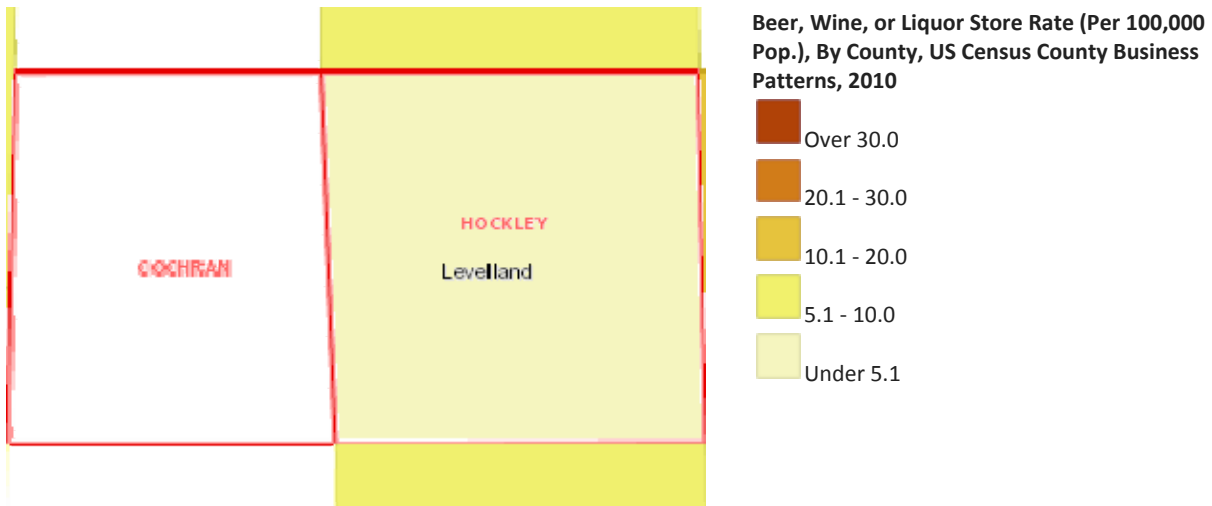 Beer, Wine, or Liquor Store Rate (Per 100,000
Pop.), By County, US Census County Business
Patterns, 2010
Over 30.0
20.1 - 30.0
10.1 - 20.0
5.1 - 10.0
Under 5.1
HOCKLEY
COCHRAN
Levelland